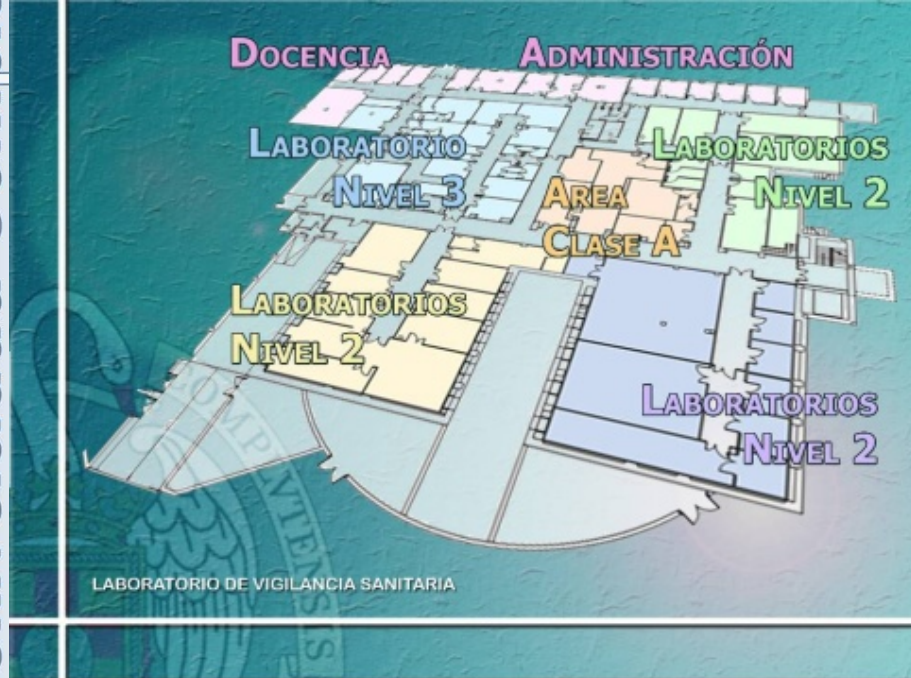 DOCENCIA
ADMINISTRACIÓN
LABORATORIO
NIVEL 3
LABORATORIOS
NIVEL 2
AREA
CLASE A
LABORATORIOS
NIVEL 2
LABORATORIOS
NIVEL 2
LABORATORIO DE VIGILANCIA SANITARIA